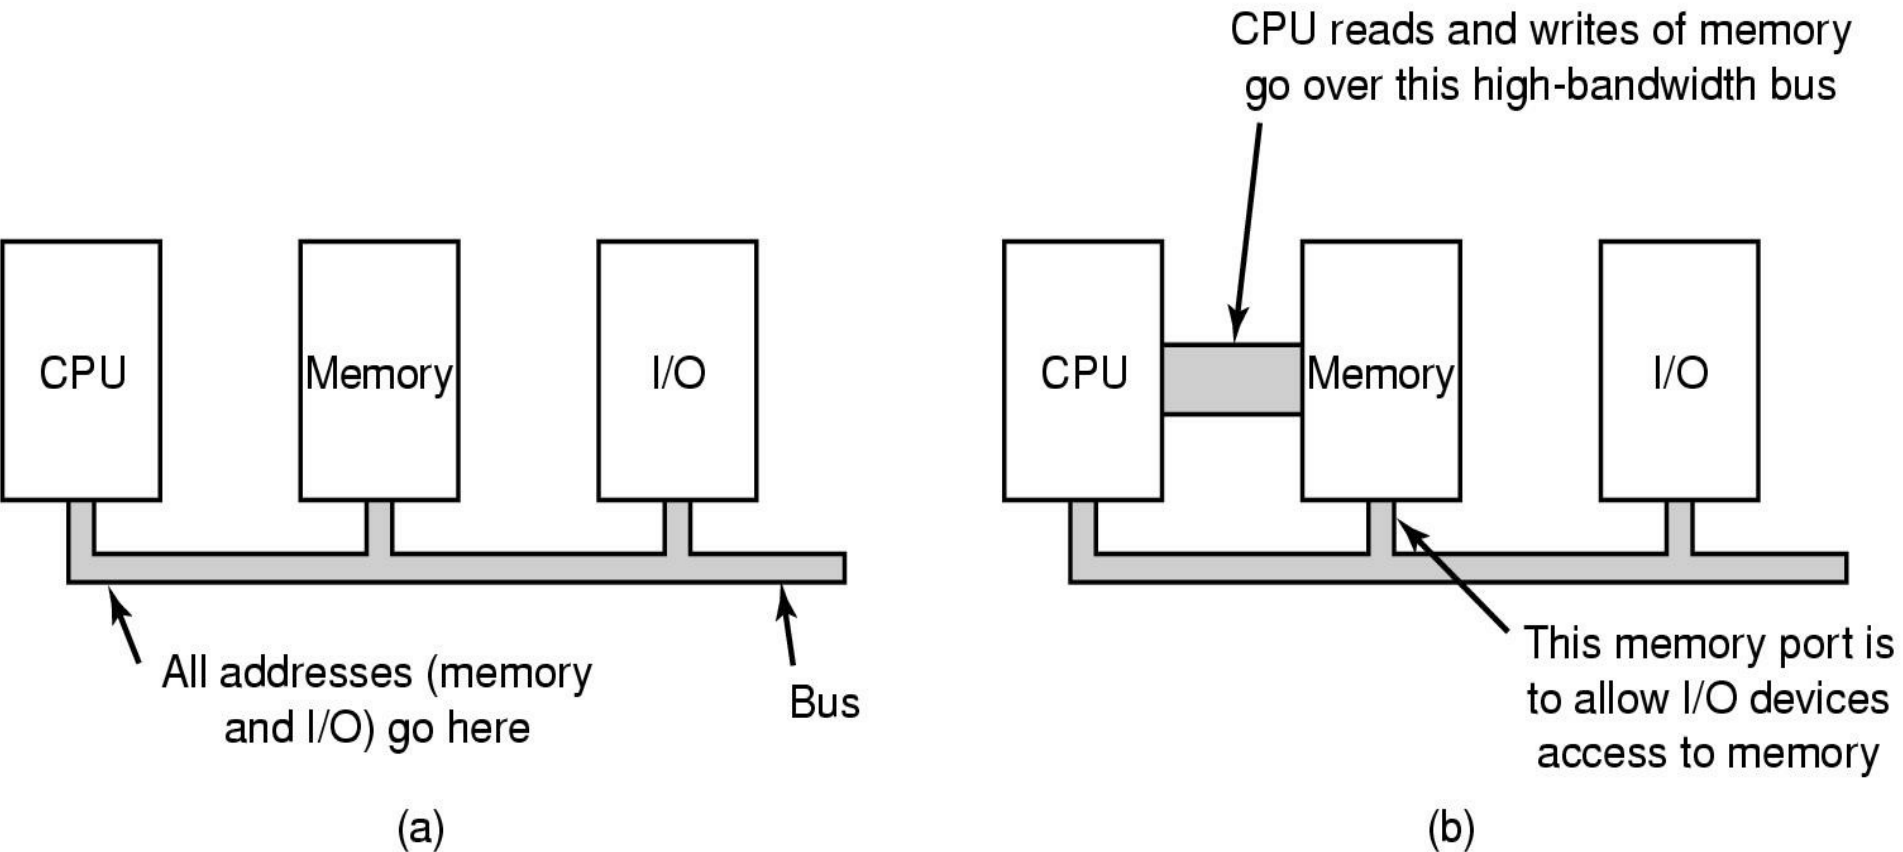 CPU reads and writes of memory
go over this high-bandwidth bus
CPU
Memory
I/O
CPU
Memory
I/O
All addresses (memory
and I/O) go here
Bus
This memory port is
to allow I/O devices
access to memory
(a)
(b)